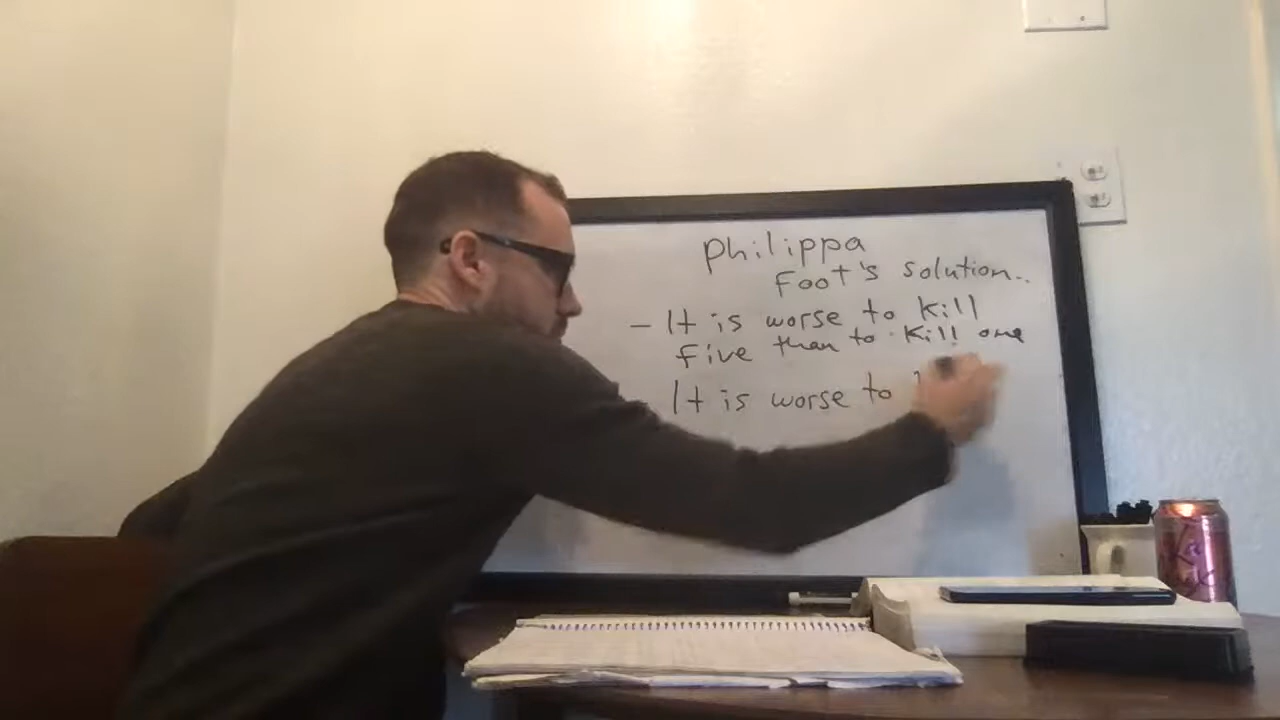 Philippa
Foot's solution..
- It is worse to kill
five than to kill one
It is worse to